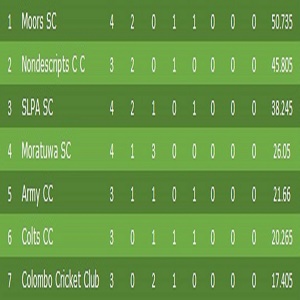 1 Moors SC 4 2 0 1 1 0 0 0 50.735
2 Nondescripts C C 3 2 0 1 0 0 0 0 45.805
3 SLPA SC 4 2 1 0 1 0 0 0 38.245
4 Moratuwa SC 4 1 3 0 0 0 0 0 26.05
5 Army CC 3 1 1 0 1 0 0 0 21.66
6 Colts CC 3 0 1 1 1 0 0 0 20.265
7 Colombo Cricket Club 3 0 2 1 0 0 0 0 17.405